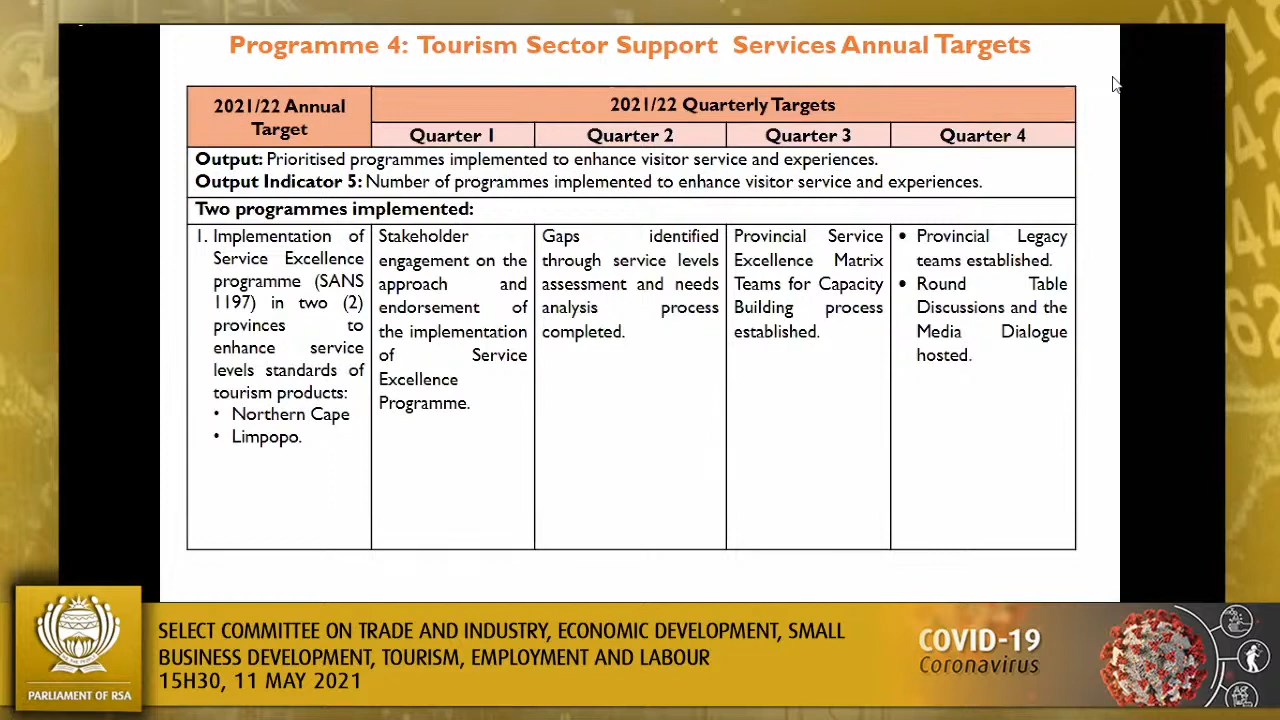 Programme 4: Tourism Sector Support Services Annual Targets
2021/22 Annual
Target
2021/22 Quarterly Targets
Quarter 1
Quarter 2
Quarter 3
Quarter 4
Output: Prioritised programmes implemented to enhance visitor service and experiences.
Output Indicator 5: Number of programmes implemented to enhance visitor service and experiences.
Two programmes implemented:
1. Implementation of
Service Excellence
programme (SANS
1197) in two (2)
provinces to
enhance service
levels standards of
tourism products:
• Northern Cape
• Limpopo.
Stakeholder
engagement on the
approach and
endorsement of
the implementation
of Service
Excellence
Programme.
Gaps identified
through service levels
assessment and needs
analysis process
completed.
Provincial Service
Excellence Matrix
Teams for Capacity
Building process
established.
• Provincial Legacy
teams established.
• Round Table
Discussions and the
Media Dialogue
hosted.
PARLIAMENT OF RSA
SELECT COMMITTEE ON TRADE AND INDUSTRY, ECONOMIC DEVELOPMENT, SMALL
BUSINESS DEVELOPMENT, TOURISM, EMPLOYMENT AND LABOUR
15H30, 11 MAY 2021
COVID-19
Coronavirus